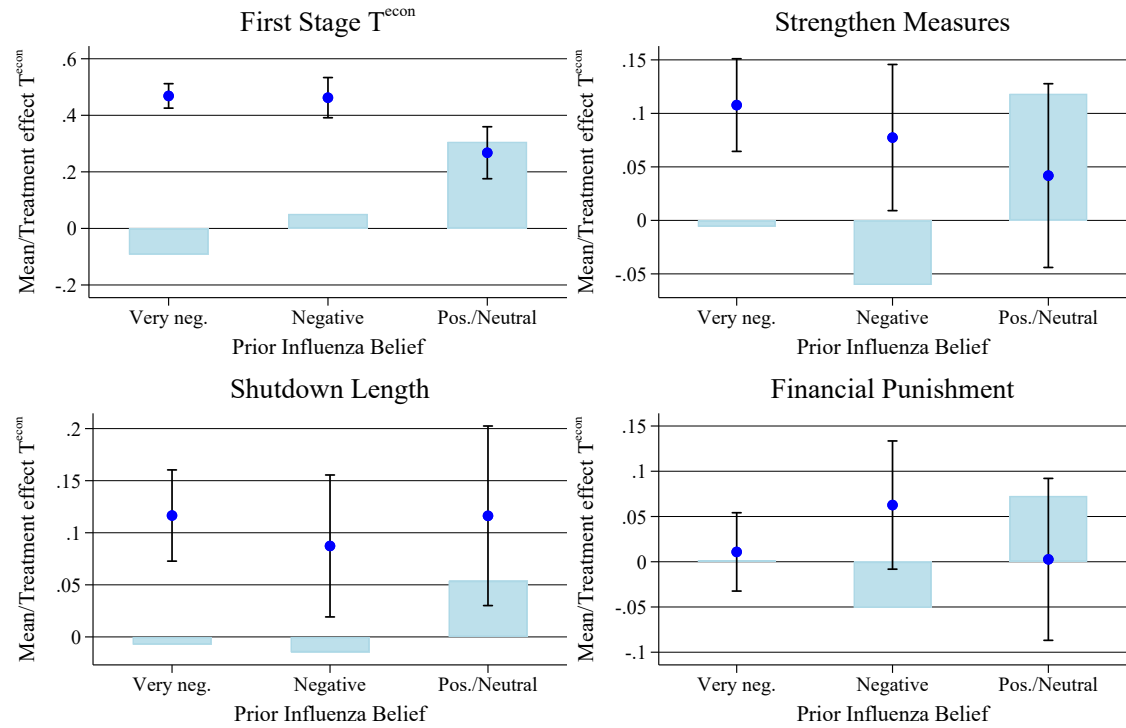 First Stage T^econ
Mean/Treatment effect T^econ
.6
.4
.2
0
-.2
Very neg.
Negative
Pos./Neutral
Prior Influenza Belief
Strengthen Measures
Mean/Treatment effect T^econ
.15
.1
.05
0
-.05
Very neg.
Negative
Pos./Neutral
Prior Influenza Belief
Shutdown Length
Mean/Treatment effect T^econ
.2
.15
.1
.05
0
Very neg.
Negative
Pos./Neutral
Prior Influenza Belief
Financial Punishment
Mean/Treatment effect T^econ
.15
.1
.05
0
-.05
-.1
Very neg.
Negative
Pos./Neutral
Prior Influenza Belief